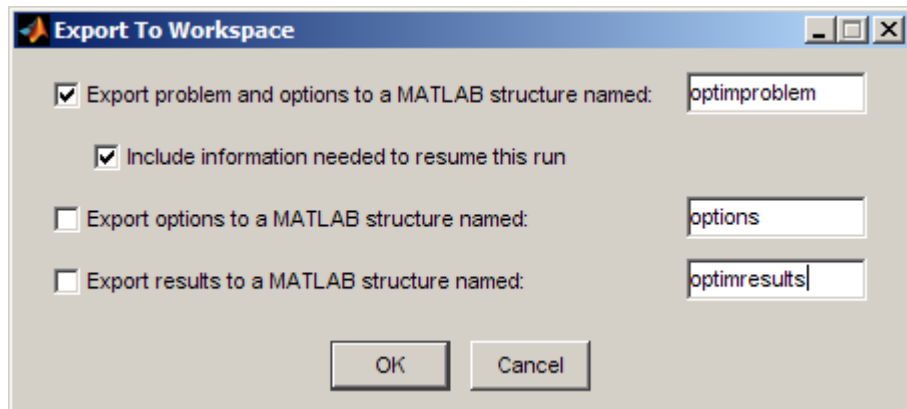 Export To Workspace
Export problem and options to a MATLAB structure named: optimproblem
Include information needed to resume this run
Export options to a MATLAB structure named: options
Export results to a MATLAB structure named: optimresults
OK Cancel